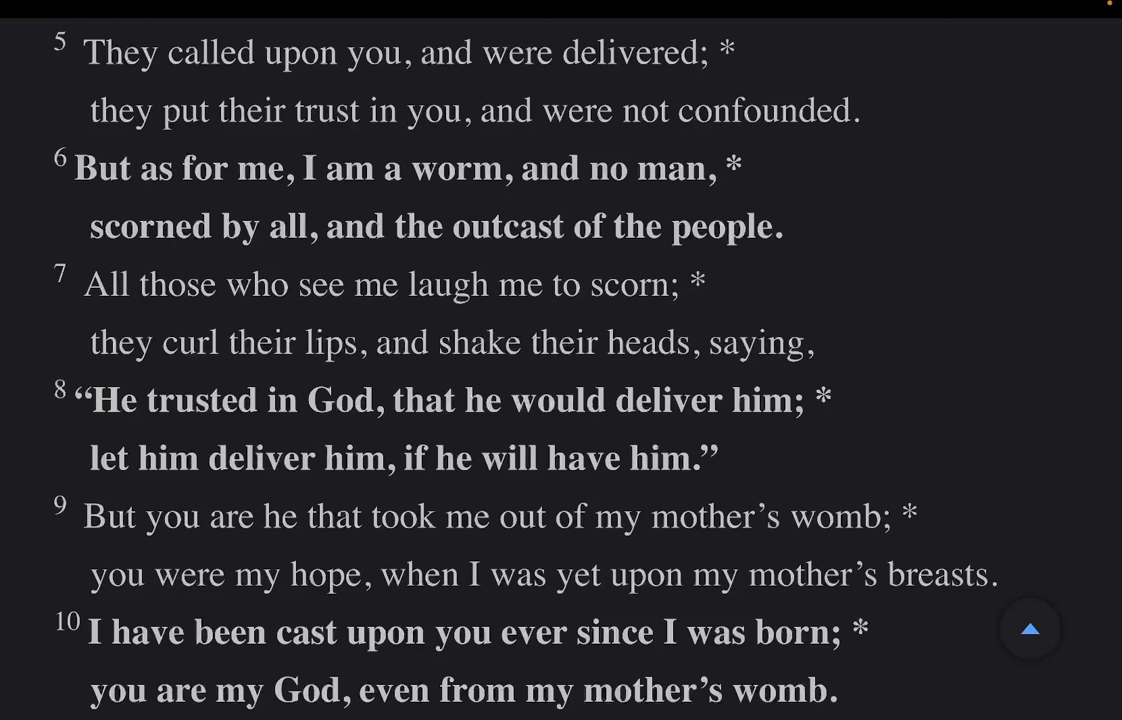 5 They called upon you, and were delivered; *
they put their trust in you, and were not confounded.
6 But as for me, I am a worm, and no man, *
scorned by all, and the outcast of the people.
7 All those who see me laugh me to scorn; *
they curl their lips, and shake their heads, saying,
8 “He trusted in God, that he would deliver him; *
let him deliver him, if he will have him.”
9 But you are he that took me out of my mother’s womb; *
you were my hope, when I was yet upon my mother’s breasts.
10 I have been cast upon you ever since I was born; *
you are my God, even from my mother’s womb.